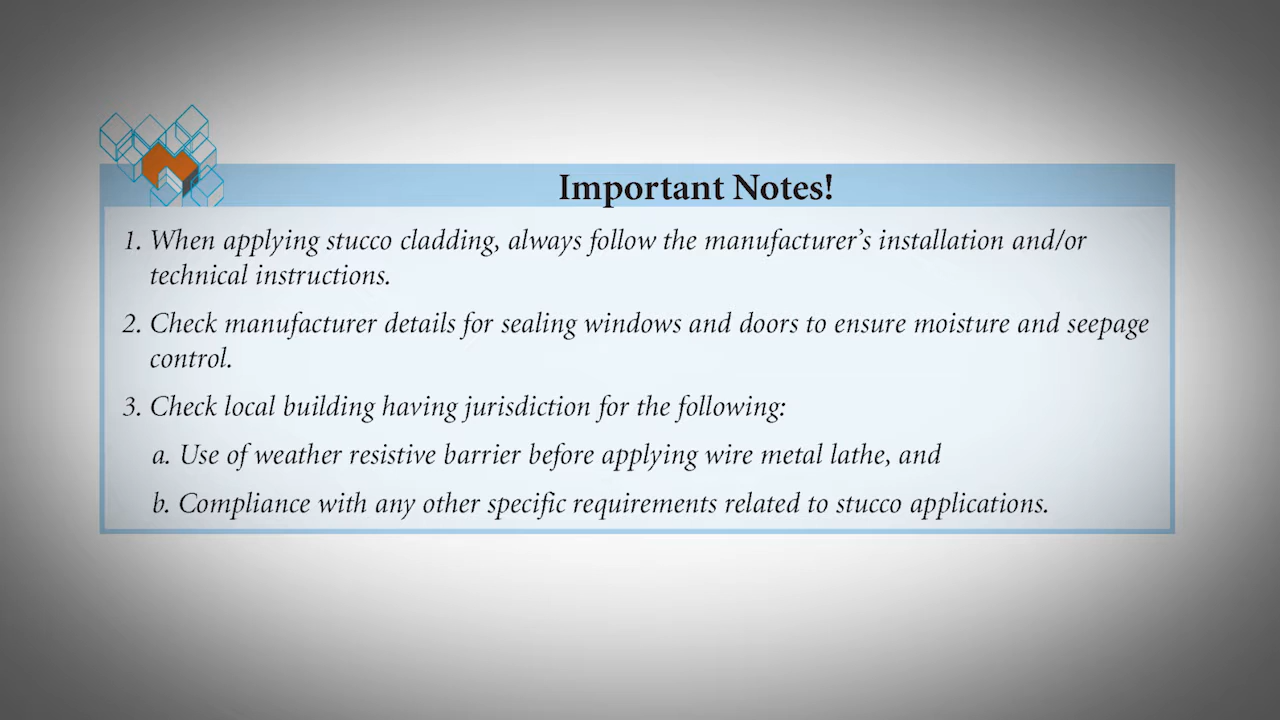 Important Notes!
1. When applying stucco cladding, always follow the manufacturer's installation and/or
technical instructions.
2. Check manufacturer details for sealing windows and doors to ensure moisture and seepage
control.
3. Check local building having jurisdiction for the following:
a. Use of weather resistive barrier before applying wire metal lathe, and
b. Compliance with any other specific requirements related to stucco applications.